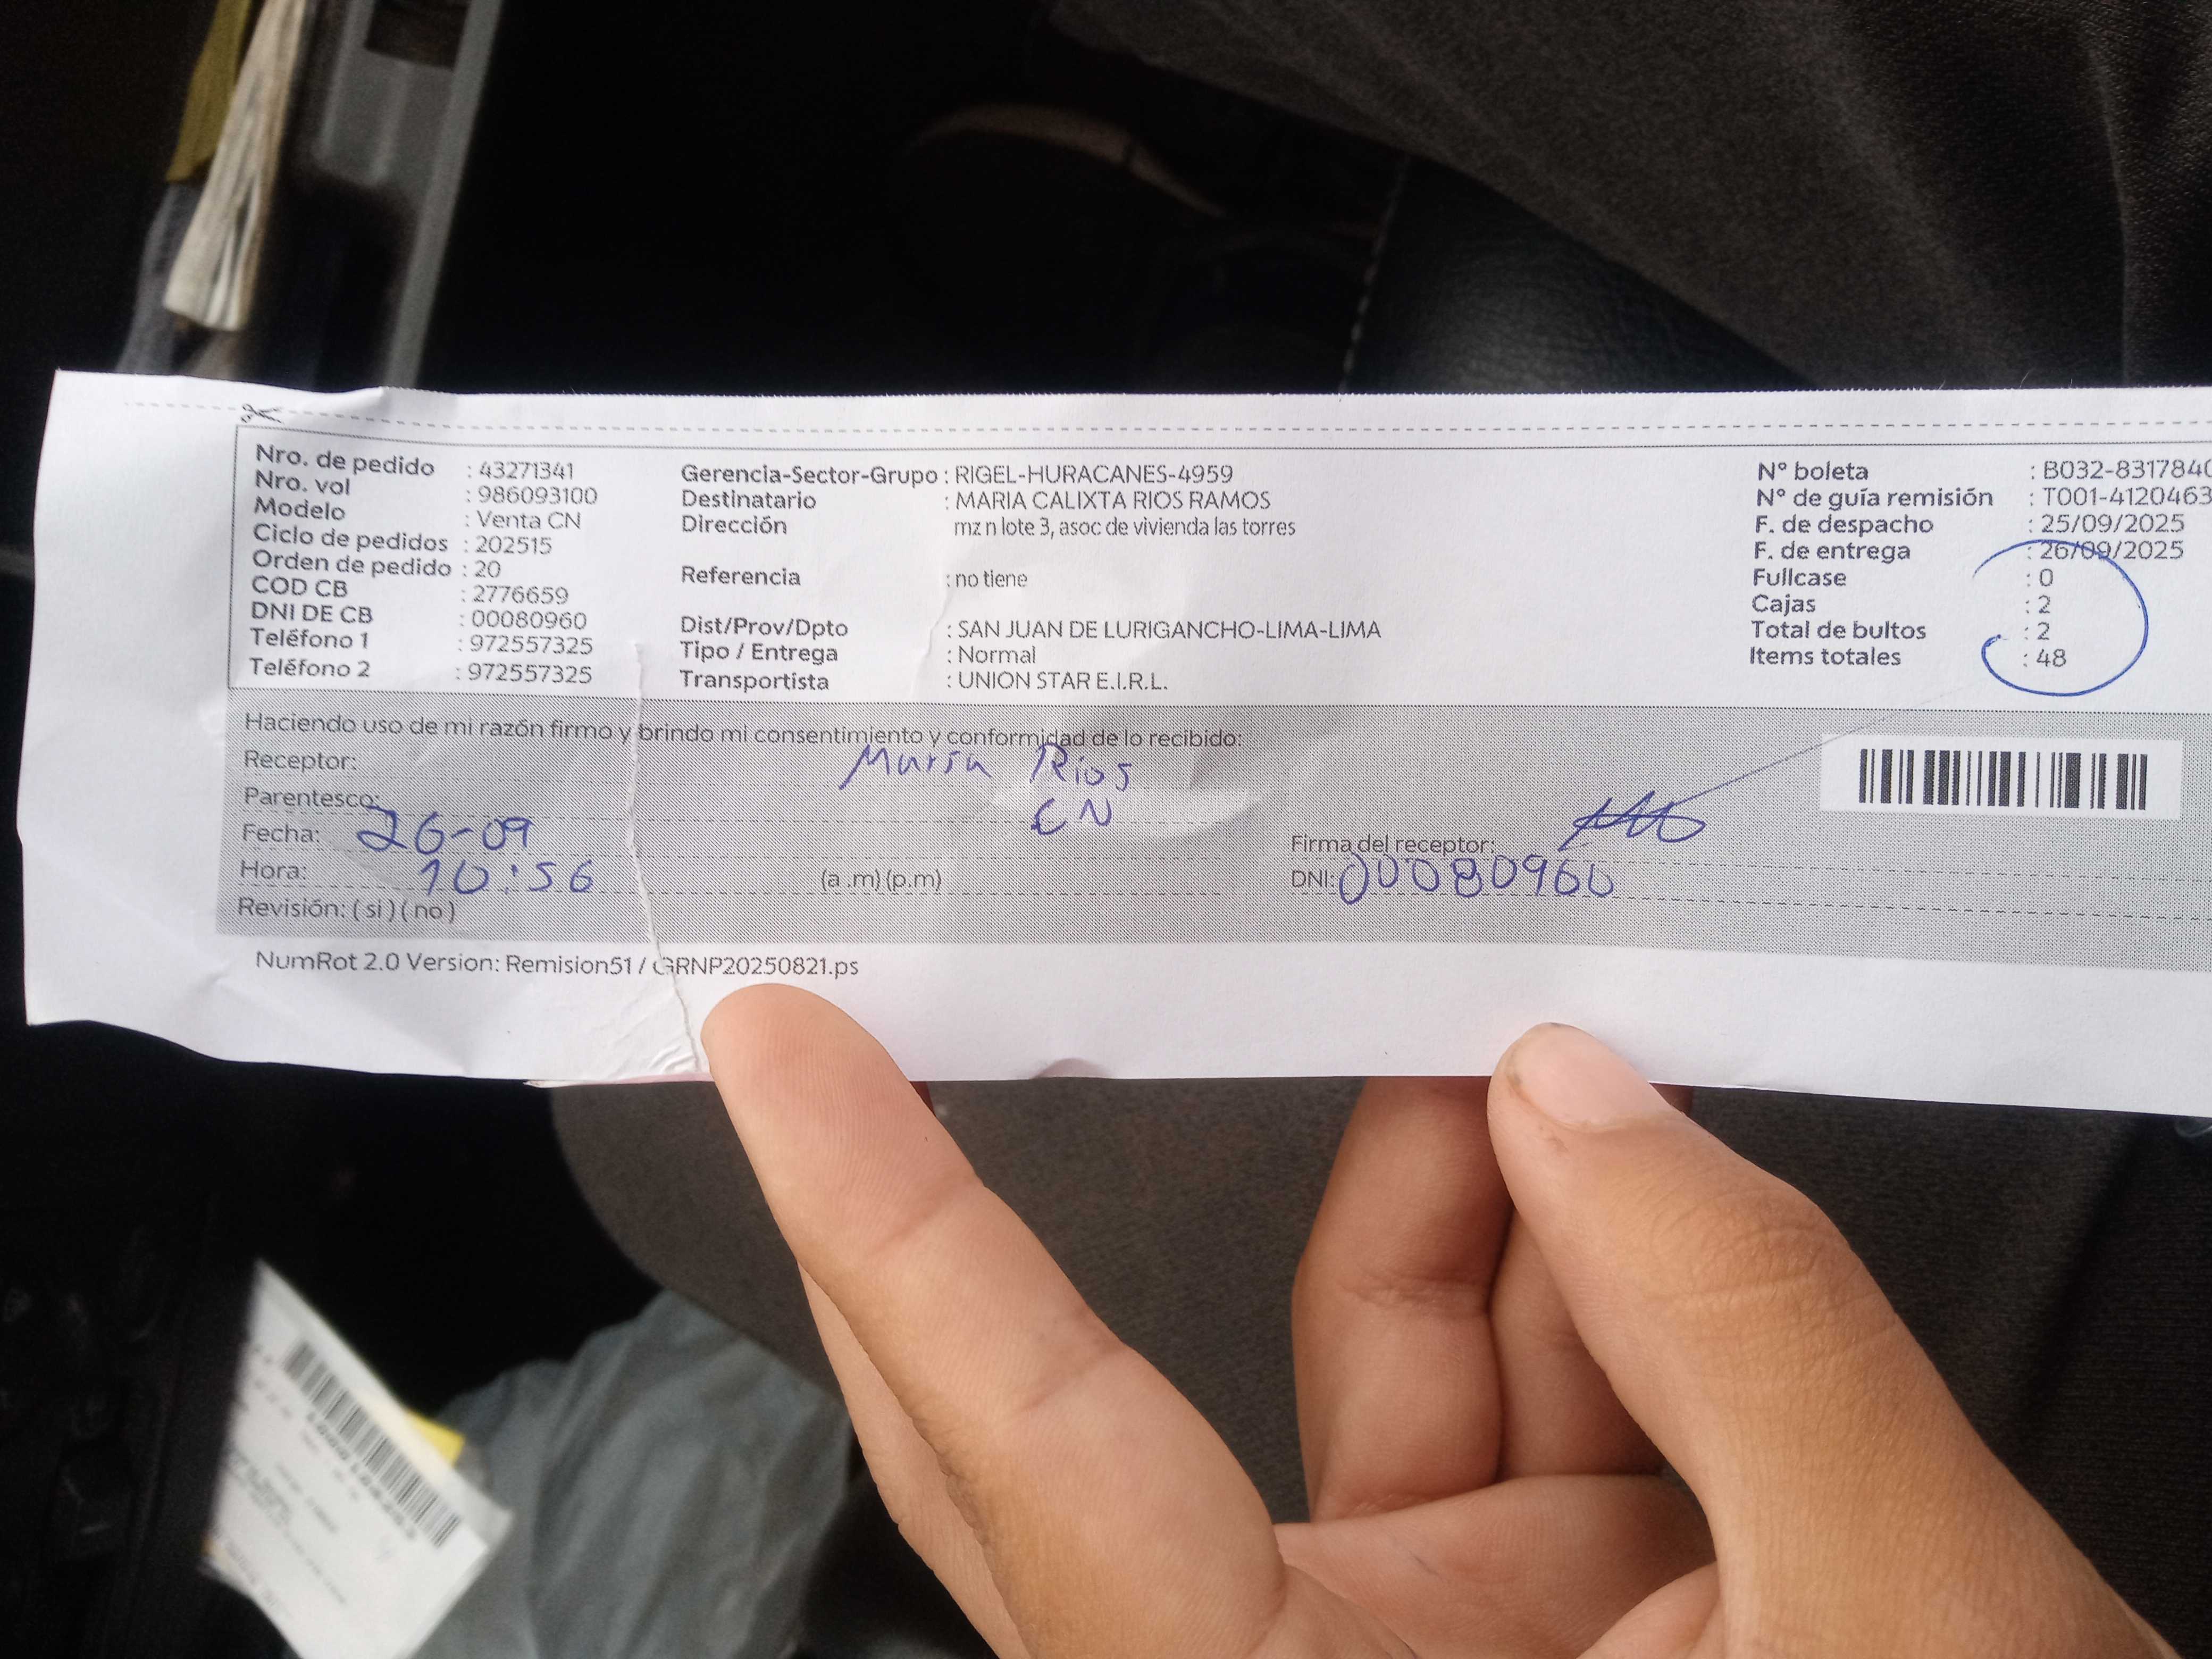 Nro. de pedido : 43271341
Nro. vol : 986093100
Modelo : Venta CN
Ciclo de pedidos : 202515
Orden de pedido : 20
COD CB : 2776659
DNI DE CB : 00080960
Teléfono 1 : 972557325
Teléfono 2 : 972557325
Gerencia-Sector-Grupo : RIGEL-HURACANES-4959
Destinatario : MARIA CALIXTA RIOS RAMOS
Dirección mz n lote 3, asoc de vivienda las torres
Referencia : no tiene
Dist/Prov/Dpto : SAN JUAN DE LURIGANCHO-LIMA-LIMA
Tipo / Entrega : Normal
Transportista : UNION STAR E.I.R.L.
N° boleta : B032-8317840
N° de guía remisión : T001-4120463
F. de despacho : 25/09/2025
F. de entrega : 26/09/2025
Fullcase : 0
Cajas : 2
Total de bultos : 2
Items totales : 48
Haciendo uso de mi razón firmo y brindo mi consentimiento y conformidad de lo recibido:
Receptor: María Rios
Parentesco: CN
Fecha: 26-09
Firma del receptor:
Hora: 10:56 (a .m) (p.m)
DNI: 00080960
Revisión: ( si ) ( no )
NumRot 2.0 Version: Remision51 / GRNP20250821.ps